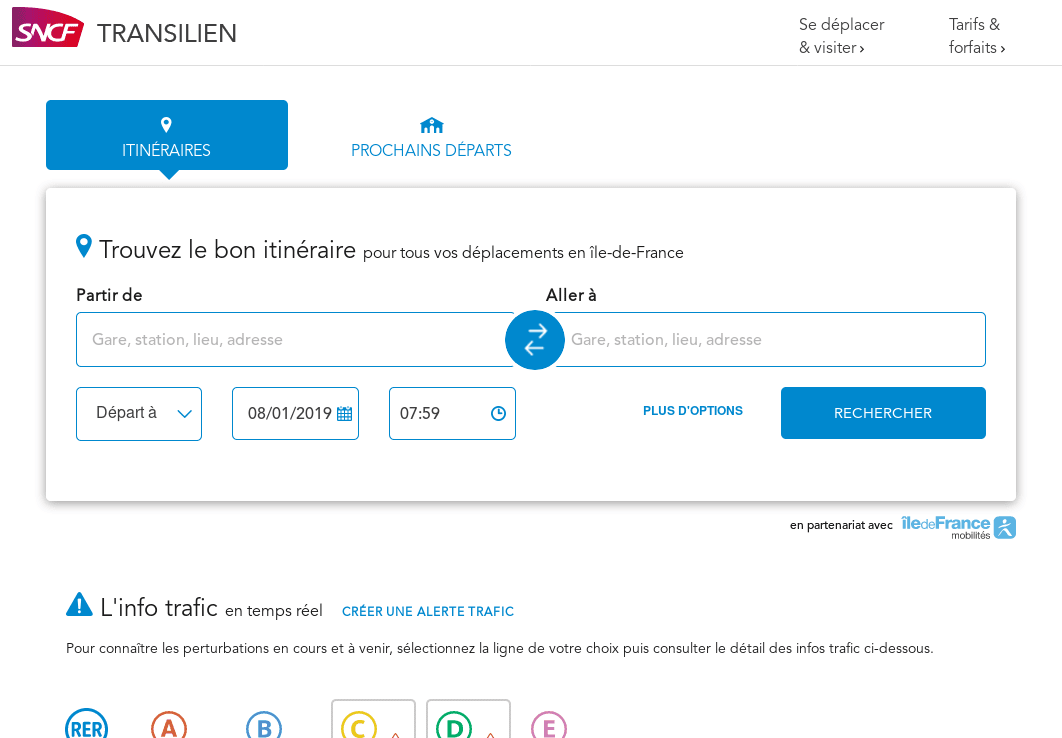 SNCF TRANSILIEN
Se déplacer
& visiter ›
Tarifs &
forfaits ›
ITINÉRAIRES
PROCHAINS DÉPARTS
Trouvez le bon itinéraire pour tous vos déplacements en île-de-France
Partir de
Aller à
Gare, station, lieu, adresse
Gare, station, lieu, adresse
Départ à
08/01/2019
07:59
PLUS D'OPTIONS
RECHERCHER
en partenariat avec îledeFrance
mobilités
L'info trafic en temps réel CRÉER UNE ALERTE TRAFIC
Pour connaître les perturbations en cours et à venir, sélectionnez la ligne de votre choix puis consulter le détail des infos trafic ci-dessous.
RER A B C D E